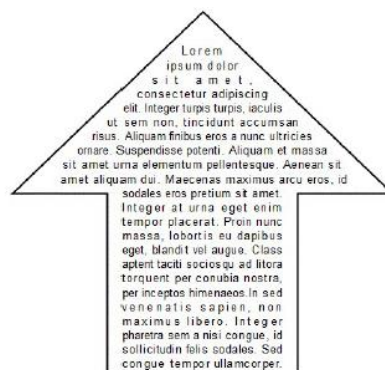 Lorem
ipsum dolor
sit amet,
consectetur adipiscing
elit. Integer turpis turpis, iaculis
ut sem non, tincidunt accumsan
risus. Aliquam finibus eros a nunc ultricies
ornare. Suspendisse potenti. Aliquam et massa
sit amet urna elementum pellentesque. Aenean sit
amet aliquam dui. Maecenas maximus arcu eros, id
sodales eros pretium sit amet.
Integer at urna eget enim
tempor placerat. Proin nunc
massa, lobortis eu dapibus
eget, blandit vel augue. Class
aptent taciti sociosqu ad litora
torquent per conubia nostra,
per inceptos himenaeos.In sed
venenatis sapien, non
maximus libero. Integer
pharetra sem a nisi congue, id
sollicitudin felis sodales. Sed
congue tempor ullamcorper.